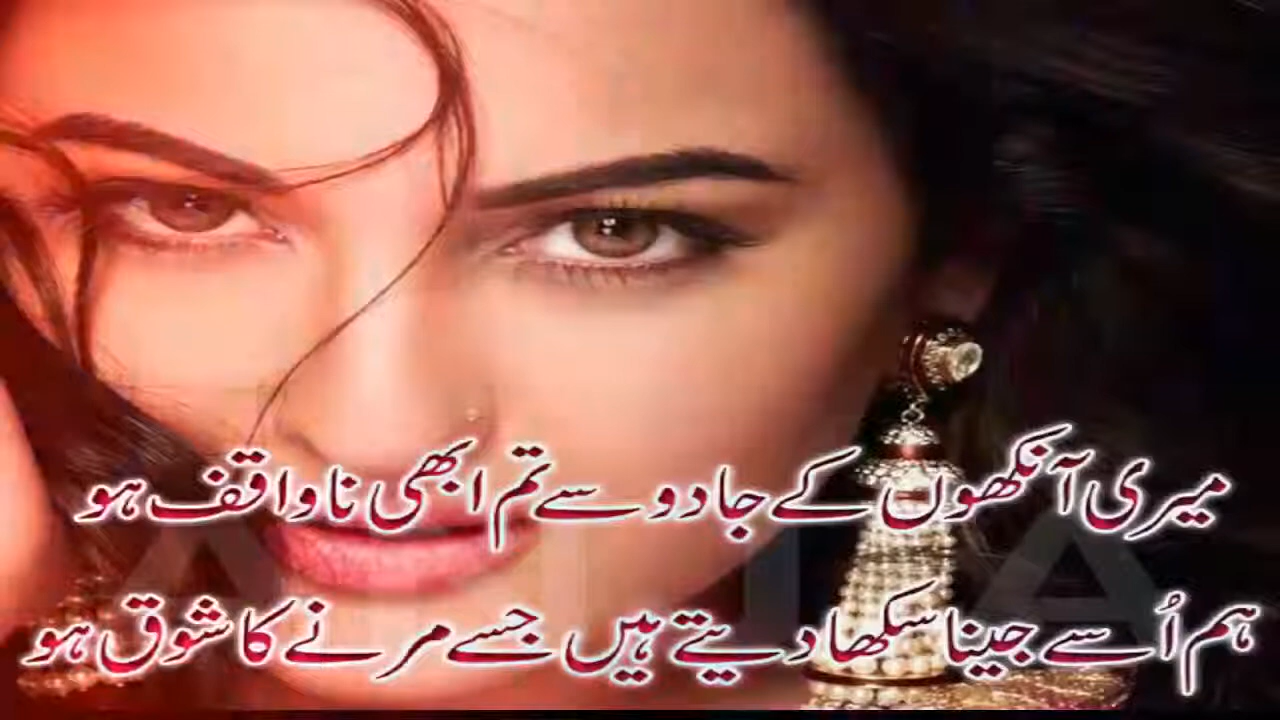 میری آنکھوں کے جادو سے تم ابھی ناواقف ہو
ہم اُسے جینا سکھا دیتے ہیں جسے مرنے کا شوق ہو